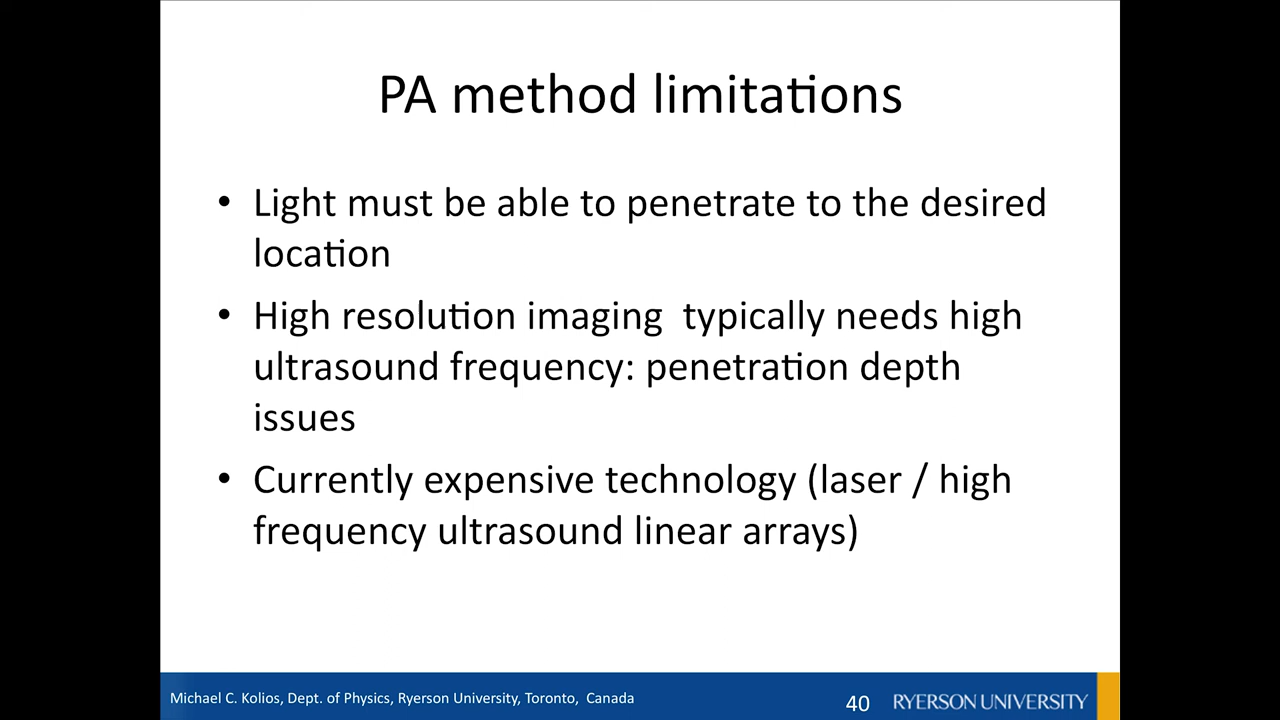 PA method limitations
• Light must be able to penetrate to the desired
location
• High resolution imaging  typically needs high
ultrasound frequency: penetration depth
issues
• Currently expensive technology (laser / high
frequency ultrasound linear arrays)
Michael C. Kolios, Dept. of Physics, Ryerson University, Toronto,  Canada
40
RYERSON UNIVERSITY